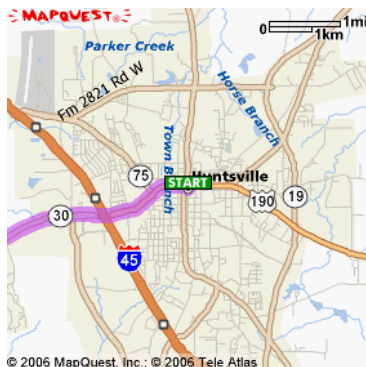 MAPQUEST
Parker Creek
0 1mi
1km
Fm 2821 Rd W
Horse Branch
Town Branch
75
START
Huntsville
30
190
19
45
© 2006 MapQuest, Inc.; © 2006 Tele Atlas